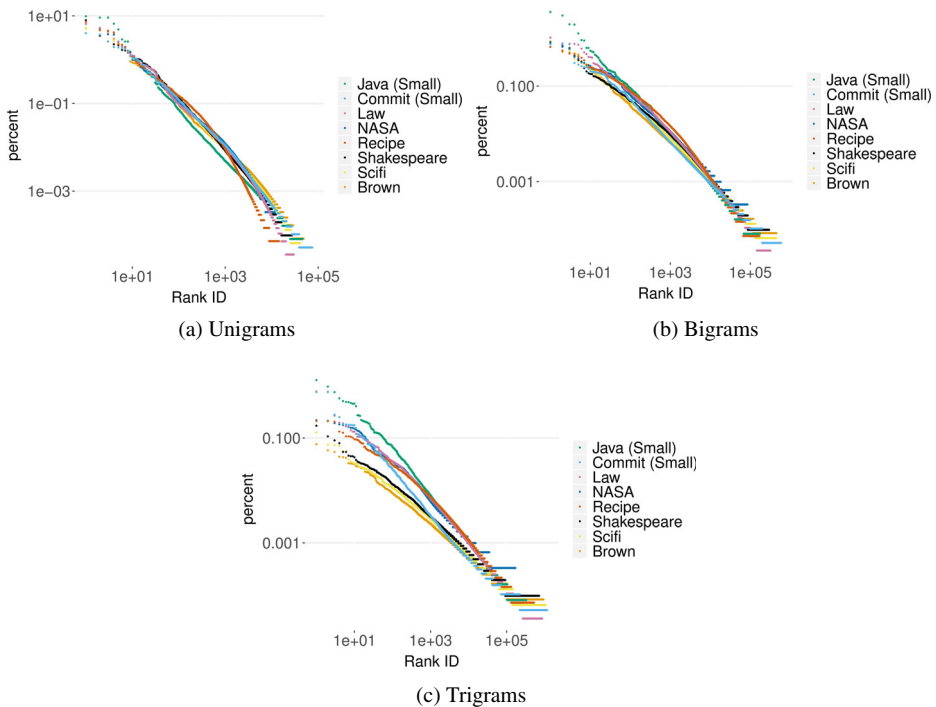 1e+01
1e−01
1e−03
percent
1e+01 1e+03 1e+05
Rank ID
Java (Small)
Commit (Small)
Law
NASA
Recipe
Shakespeare
Scifi
Brown
(a) Unigrams
0.100
0.001
percent
1e+01 1e+03 1e+05
Rank ID
Java (Small)
Commit (Small)
Law
NASA
Recipe
Shakespeare
Scifi
Brown
(b) Bigrams
0.100
0.001
percent
1e+01 1e+03 1e+05
Rank ID
Java (Small)
Commit (Small)
Law
NASA
Recipe
Shakespeare
Scifi
Brown
(c) Trigrams